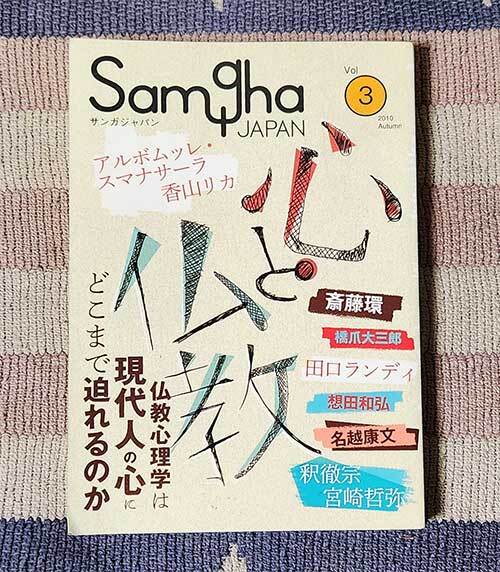 Samgha
JAPAN
サンガジャパン
Vol
3
2010
Autumn
アルボムッレ・
スマナサーラ
香山リカ
心と
仏教
斎藤環
橋爪大三郎
田口ランディ
想田和弘
名越康文
釈徹宗
宮崎哲弥
仏教心理学は
現代人の心に
どこまで迫れるのか